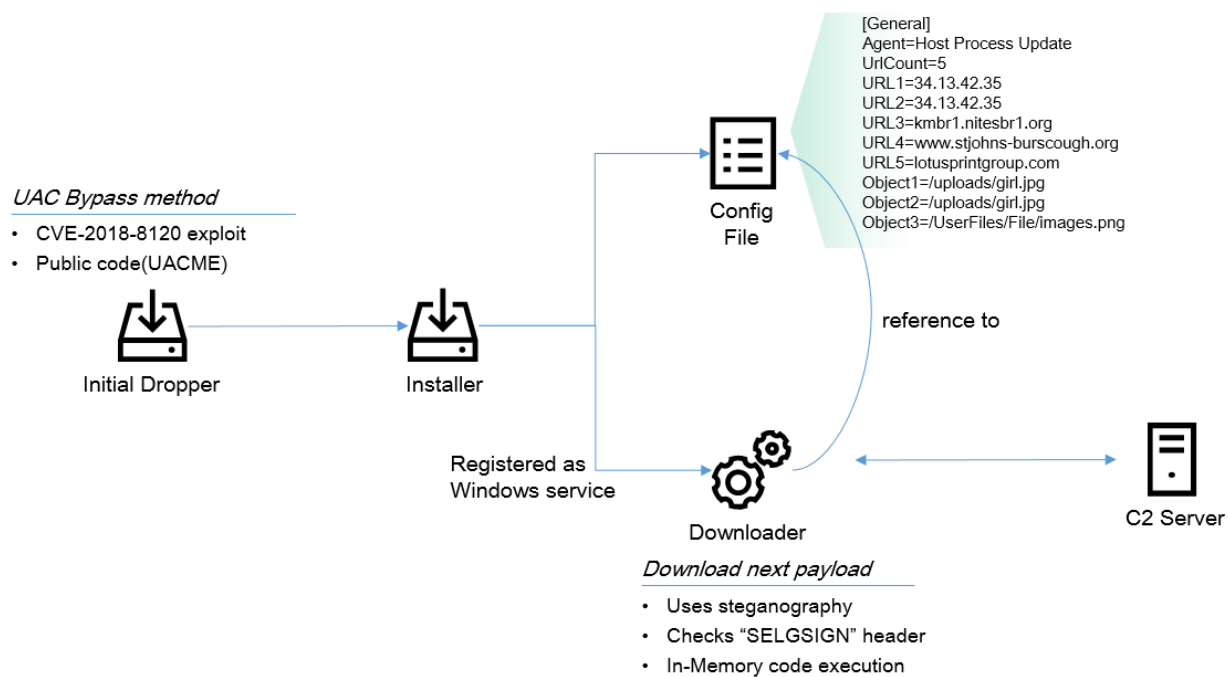 [General]
Agent=Host Process Update
UrlCount=5
URL1=34.13.42.35
URL2=34.13.42.35
URL3=kmbr1.nitesbr1.org
URL4=www.stjohns-burscough.org
URL5=lotusprintgroup.com
Object1=/uploads/girl.jpg
Object2=/uploads/girl.jpg
Object3=/UserFiles/File/images.png
Config
File
UAC Bypass method
• CVE-2018-8120 exploit
• Public code(UACME)
Initial Dropper
Installer
reference to
Registered as
Windows service
Downloader
C2 Server
Download next payload
• Uses steganography
• Checks “SELGSIGN” header
• In-Memory code execution